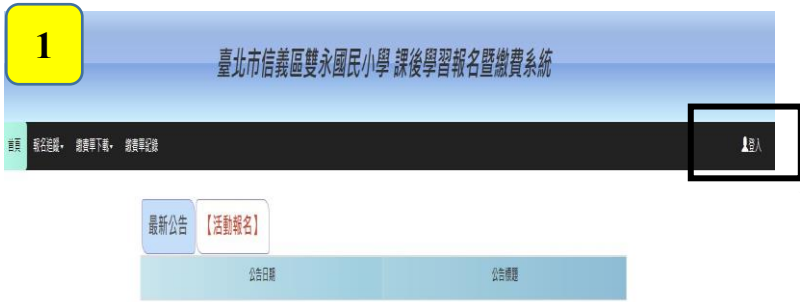 1
臺北市信義區雙永國民小學 課後學習報名暨繳費系統
首頁 報名追蹤 繳費單下載 繳費單紀錄 登入
最新公告 【活動報名】
公告日期 公告標題